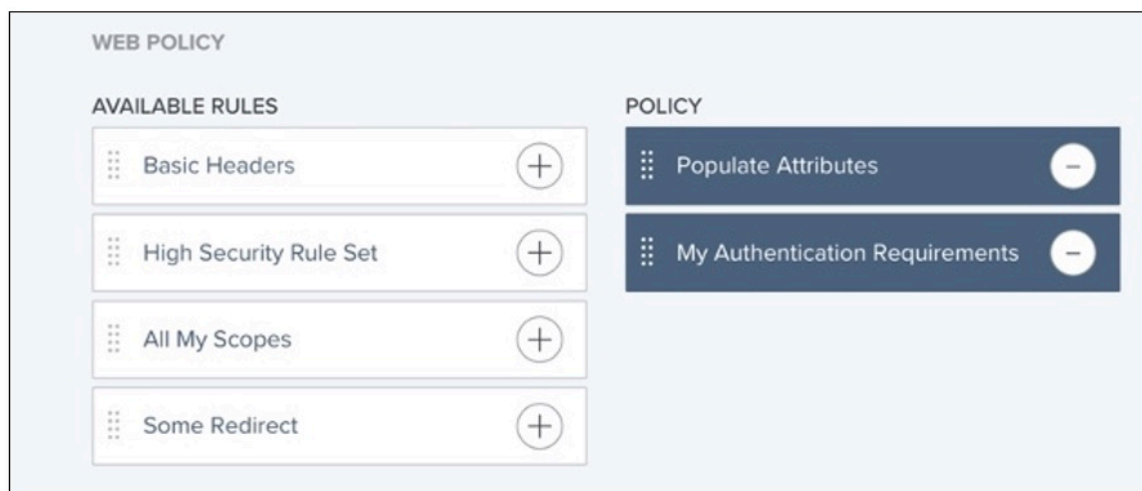 WEB POLICY
AVAILABLE RULES
Basic Headers
High Security Rule Set
All My Scopes
Some Redirect
POLICY
Populate Attributes
My Authentication Requirements